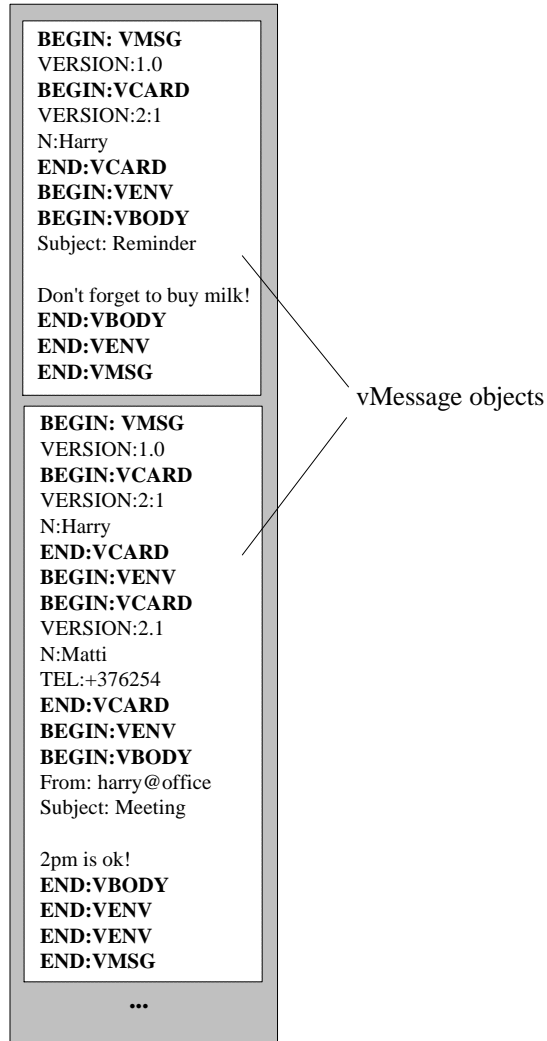 BEGIN: VMSG
VERSION:1.0
BEGIN:VCARD
VERSION:2:1
N:Harry
END:VCARD
BEGIN:VENV
BEGIN:VBODY
Subject: Reminder
Don't forget to buy milk!
END:VBODY
END:VENV
END:VMSG
vMessage objects
BEGIN: VMSG
VERSION:1.0
BEGIN:VCARD
VERSION:2:1
N:Harry
END:VCARD
BEGIN:VENV
BEGIN:VCARD
VERSION:2.1
N:Matti
TEL:+376254
END:VCARD
BEGIN:VENV
BEGIN:VBODY
From: harry@office
Subject: Meeting
2pm is ok!
END:VBODY
END:VENV
END:VENV
END:VMSG
...